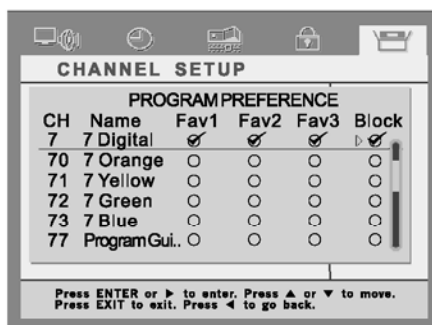 CHANNEL SETUP
PROGRAM PREFERENCE
CH Name Fav1 Fav2 Fav3 Block
7 7 Digital
70 7 Orange
71 7 Yellow
72 7 Green
73 7 Blue
77 Program Gui..
Press ENTER or ▶ to enter. Press ▲ or ▼ to move.
Press EXIT to exit. Press ◀ to go back.